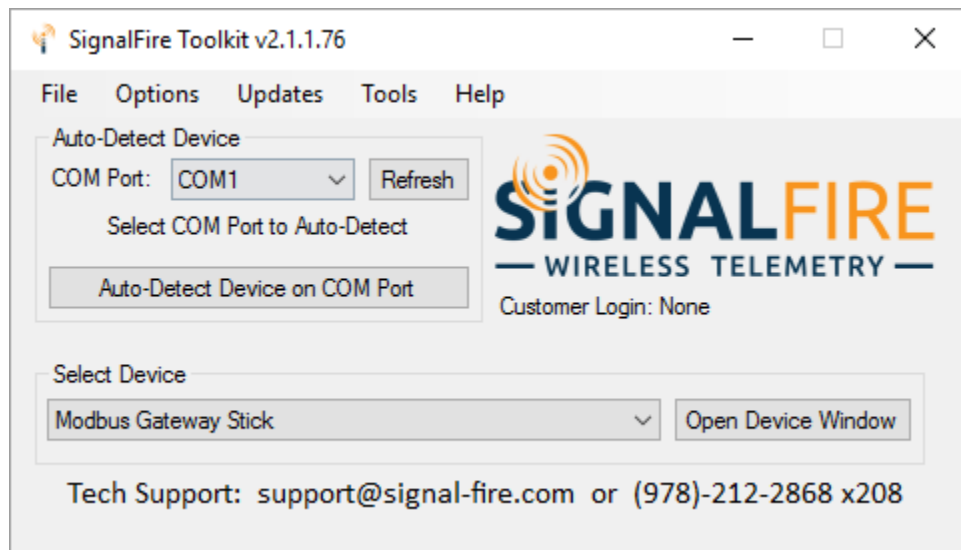 SignalFire Toolkit v2.1.1.76
File Options Updates Tools Help
Auto-Detect Device
COM Port: COM1 Refresh
Select COM Port to Auto-Detect
Auto-Detect Device on COM Port
SIGNALFIRE
WIRELESS TELEMETRY
Customer Login: None
Select Device
Modbus Gateway Stick Open Device Window
Tech Support: support@signal-fire.com or (978)-212-2868 x208